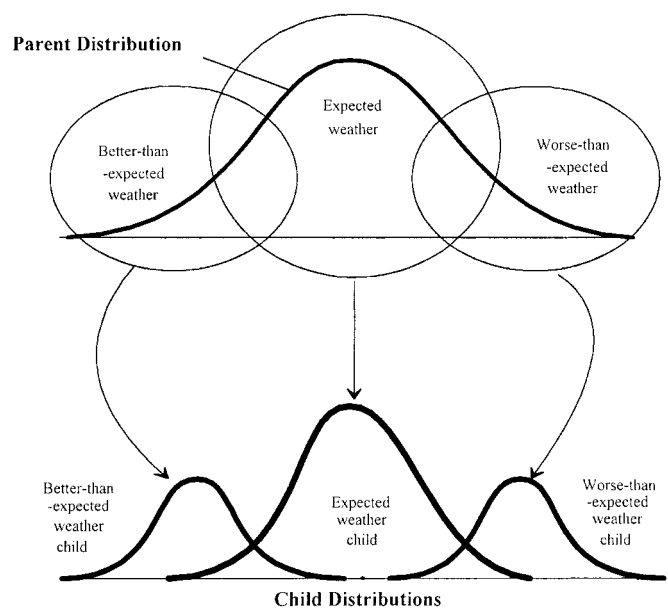 Parent Distribution
Expected
weather
Better-than
-expected
weather
Worse-than
-expected
weather
Better-than
-expected
weather
child
Expected
weather
child
Worse-than
-expected
weather
child
Child Distributions